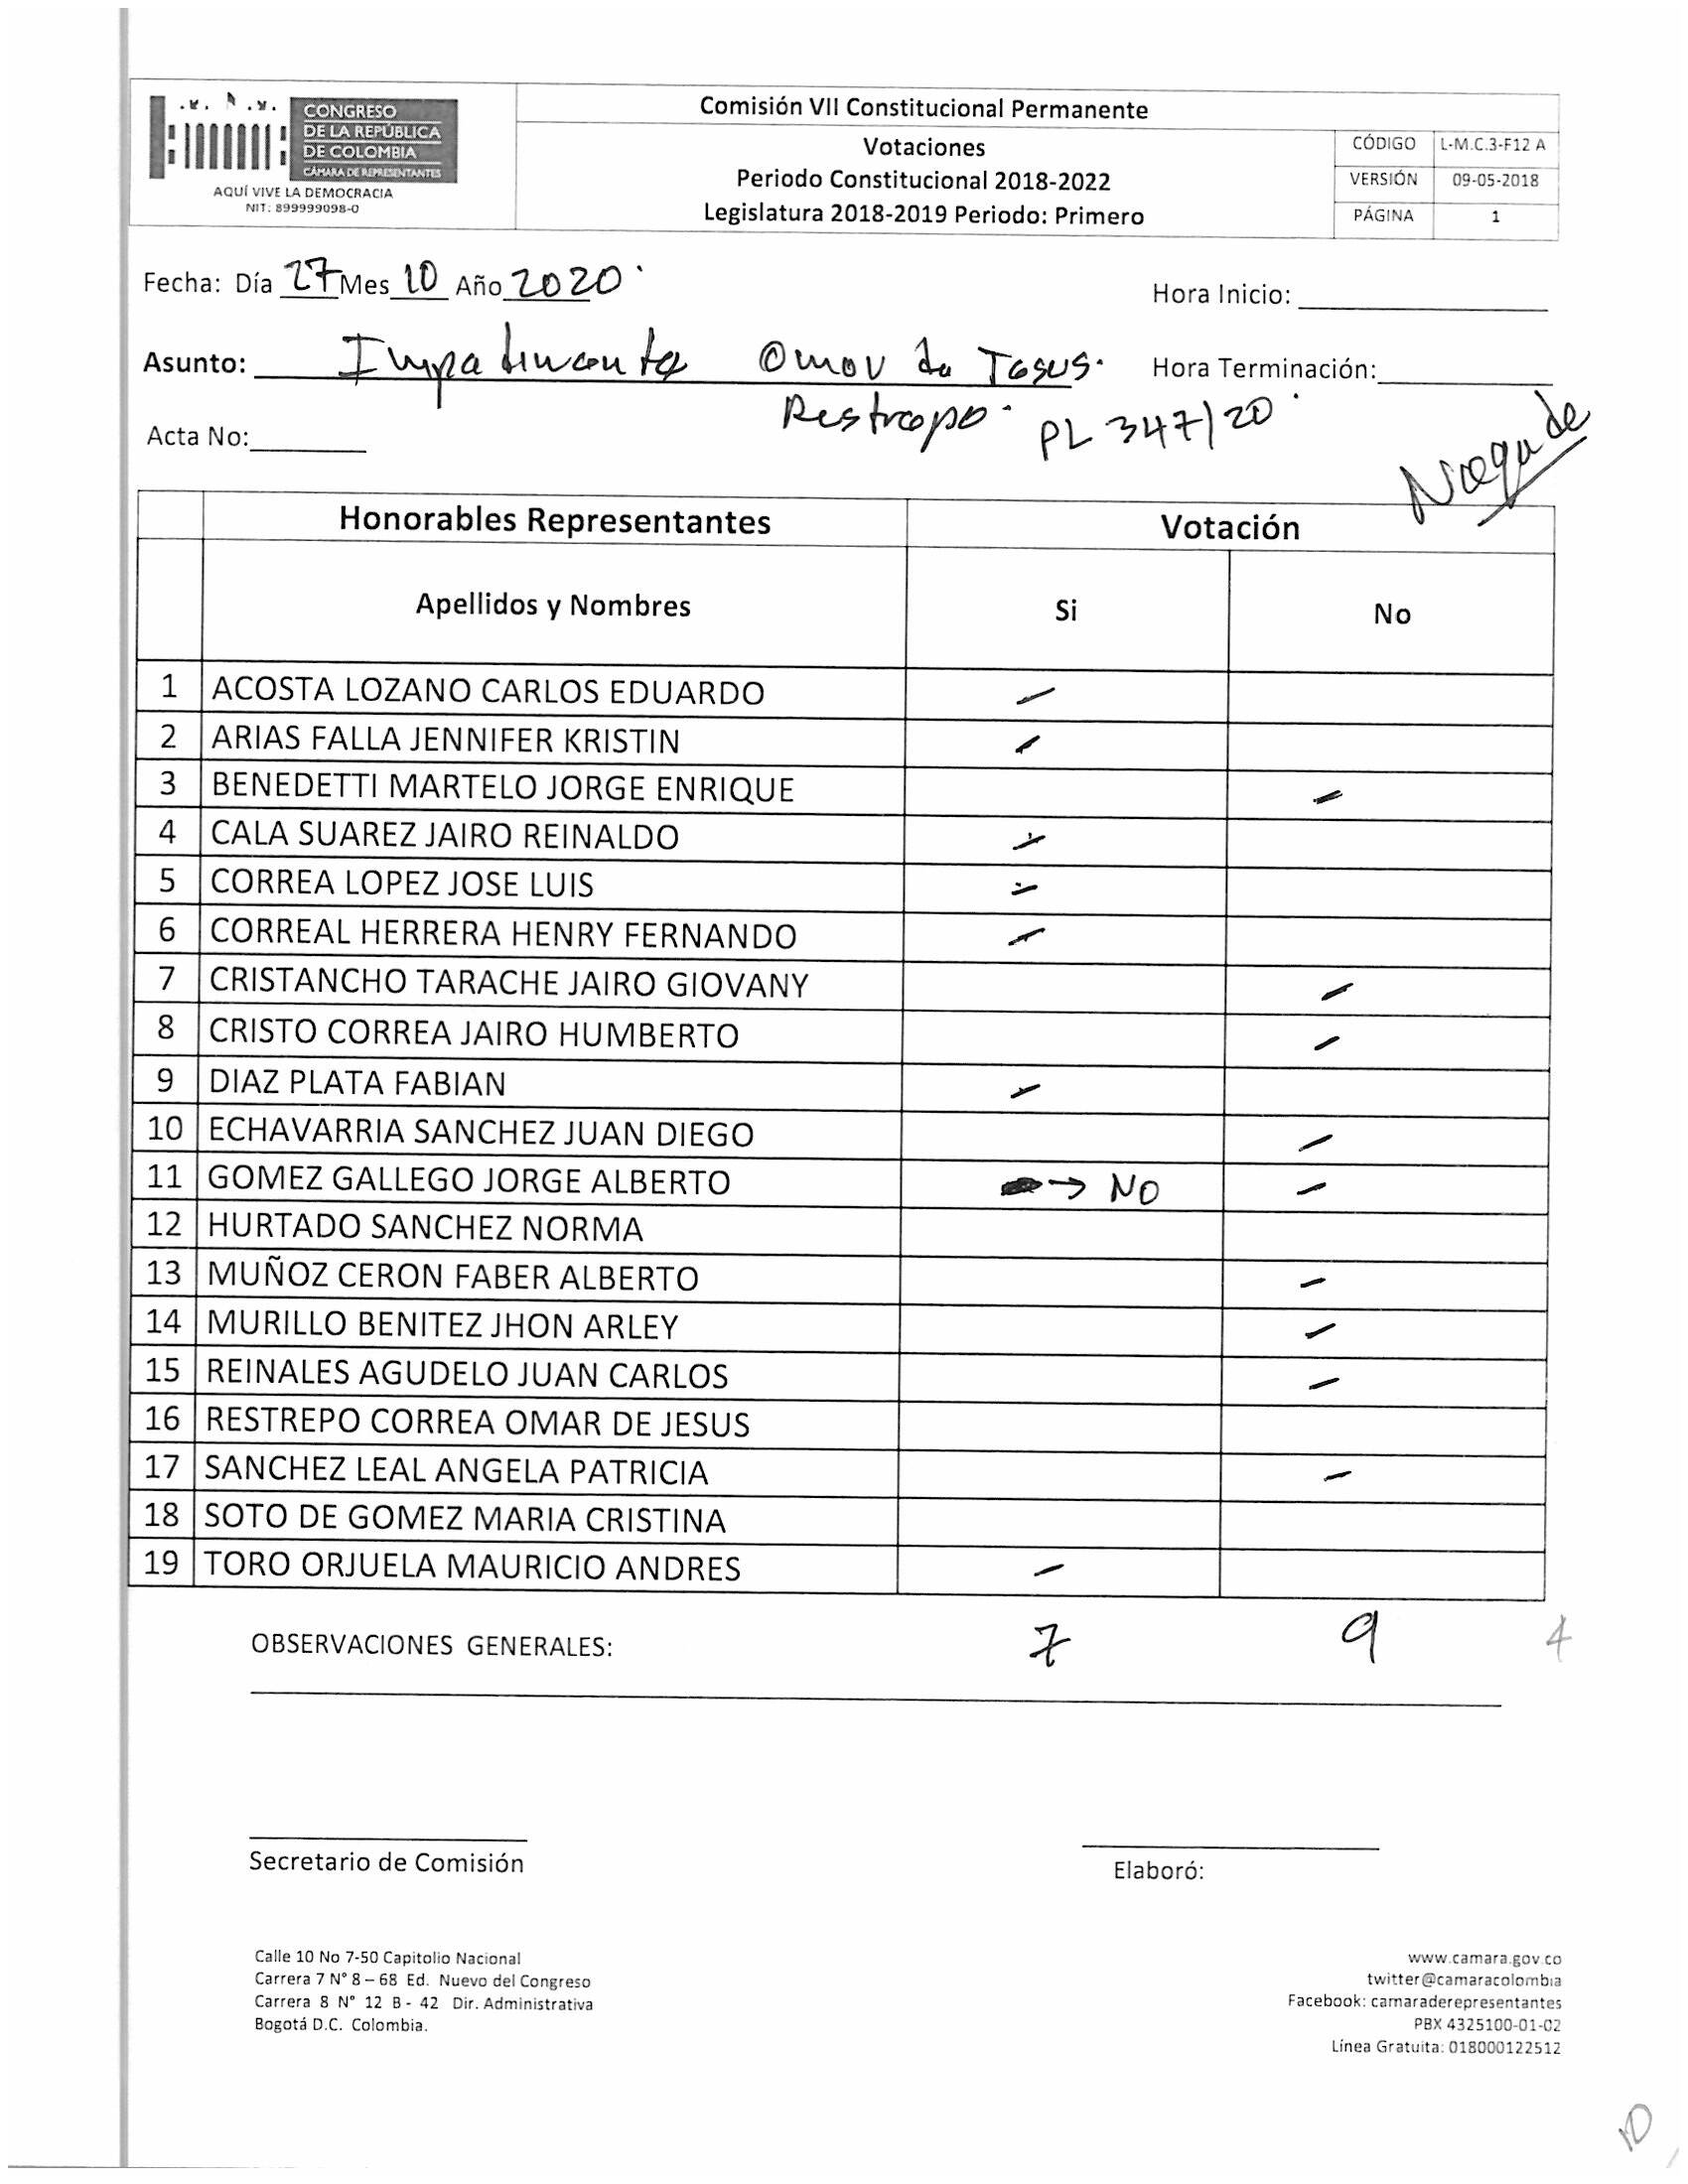 CONGRESO
DE LA REPÚBLICA
DE COLOMBIA
CÁMARA DE REPRESENTANTES
AQUÍ VIVE LA DEMOCRACIA
NIT: 899999098-0
Comisión VII Constitucional Permanente
Votaciones
Periodo Constitucional 2018-2022
Legislatura 2018-2019 Periodo: Primero
CÓDIGO L-M.C.3-F12 A
VERSIÓN 09-05-2018
PÁGINA 1
Fecha: Día 27 Mes 10 Año 2020
Hora Inicio:
Asunto: Impedimento Omar de Jesus.
Hora Terminación:
Restrepo. PL 347/20
Acta No:
Negado
Honorables Representantes Votación
Apellidos y Nombres Si No
1 ACOSTA LOZANO CARLOS EDUARDO
2 ARIAS FALLA JENNIFER KRISTIN
3 BENEDETTI MARTELO JORGE ENRIQUE
4 CALA SUAREZ JAIRO REINALDO
5 CORREA LOPEZ JOSE LUIS
6 CORREAL HERRERA HENRY FERNANDO
7 CRISTANCHO TARACHE JAIRO GIOVANY
8 CRISTO CORREA JAIRO HUMBERTO
9 DIAZ PLATA FABIAN
10 ECHAVARRIA SANCHEZ JUAN DIEGO
11 GOMEZ GALLEGO JORGE ALBERTO → NO
12 HURTADO SANCHEZ NORMA
13 MUÑOZ CERON FABER ALBERTO
14 MURILLO BENITEZ JHON ARLEY
15 REINALES AGUDELO JUAN CARLOS
16 RESTREPO CORREA OMAR DE JESUS
17 SANCHEZ LEAL ANGELA PATRICIA
18 SOTO DE GOMEZ MARIA CRISTINA
19 TORO ORJUELA MAURICIO ANDRES
OBSERVACIONES GENERALES: 7 9
Secretario de Comisión
Elaboró:
Calle 10 No 7-50 Capitolio Nacional
Carrera 7 N° 8 – 68 Ed. Nuevo del Congreso
Carrera 8 N° 12 B - 42 Dir. Administrativa
Bogotá D.C. Colombia.
www.camara.gov.co
twitter@camaracolombia
Facebook: camaraderepresentantes
PBX 4325100-01-02
Línea Gratuita: 018000122512
10